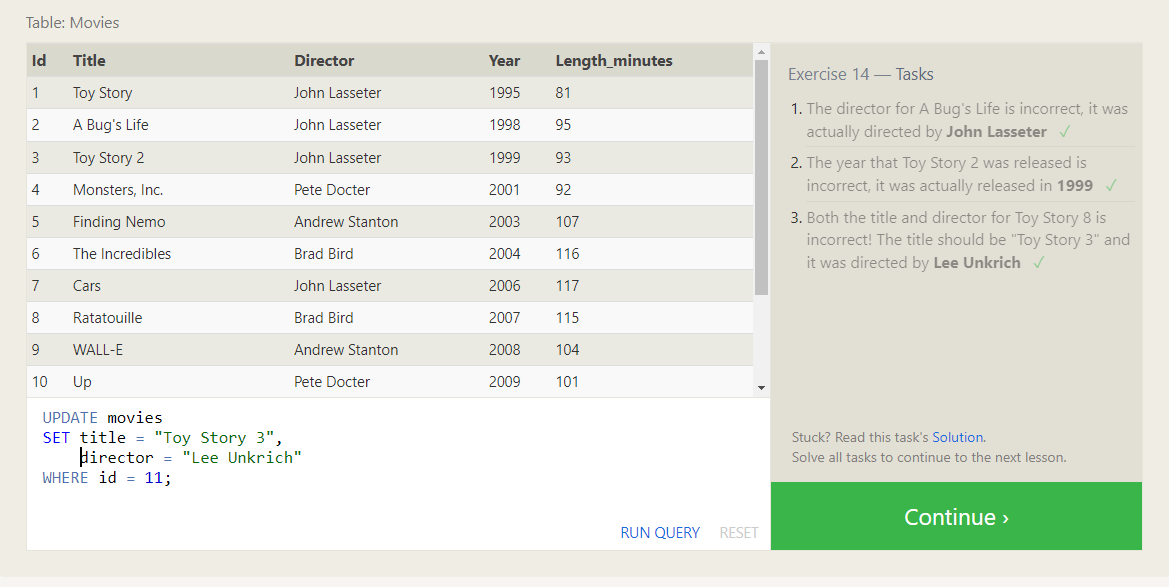 Table: Movies
Id Title Director Year Length_minutes
1 Toy Story John Lasseter 1995 81
2 A Bug's Life John Lasseter 1998 95
3 Toy Story 2 John Lasseter 1999 93
4 Monsters, Inc. Pete Docter 2001 92
5 Finding Nemo Andrew Stanton 2003 107
6 The Incredibles Brad Bird 2004 116
7 Cars John Lasseter 2006 117
8 Ratatouille Brad Bird 2007 115
9 WALL-E Andrew Stanton 2008 104
10 Up Pete Docter 2009 101
UPDATE movies
SET title = "Toy Story 3",
director = "Lee Unkrich"
WHERE id = 11;
RUN QUERY RESET
Exercise 14 — Tasks
1. The director for A Bug's Life is incorrect, it was
actually directed by John Lasseter ✓
2. The year that Toy Story 2 was released is
incorrect, it was actually released in 1999 ✓
3. Both the title and director for Toy Story 8 is
incorrect! The title should be "Toy Story 3" and
it was directed by Lee Unkrich ✓
Stuck? Read this task's Solution.
Solve all tasks to continue to the next lesson.
Continue ›